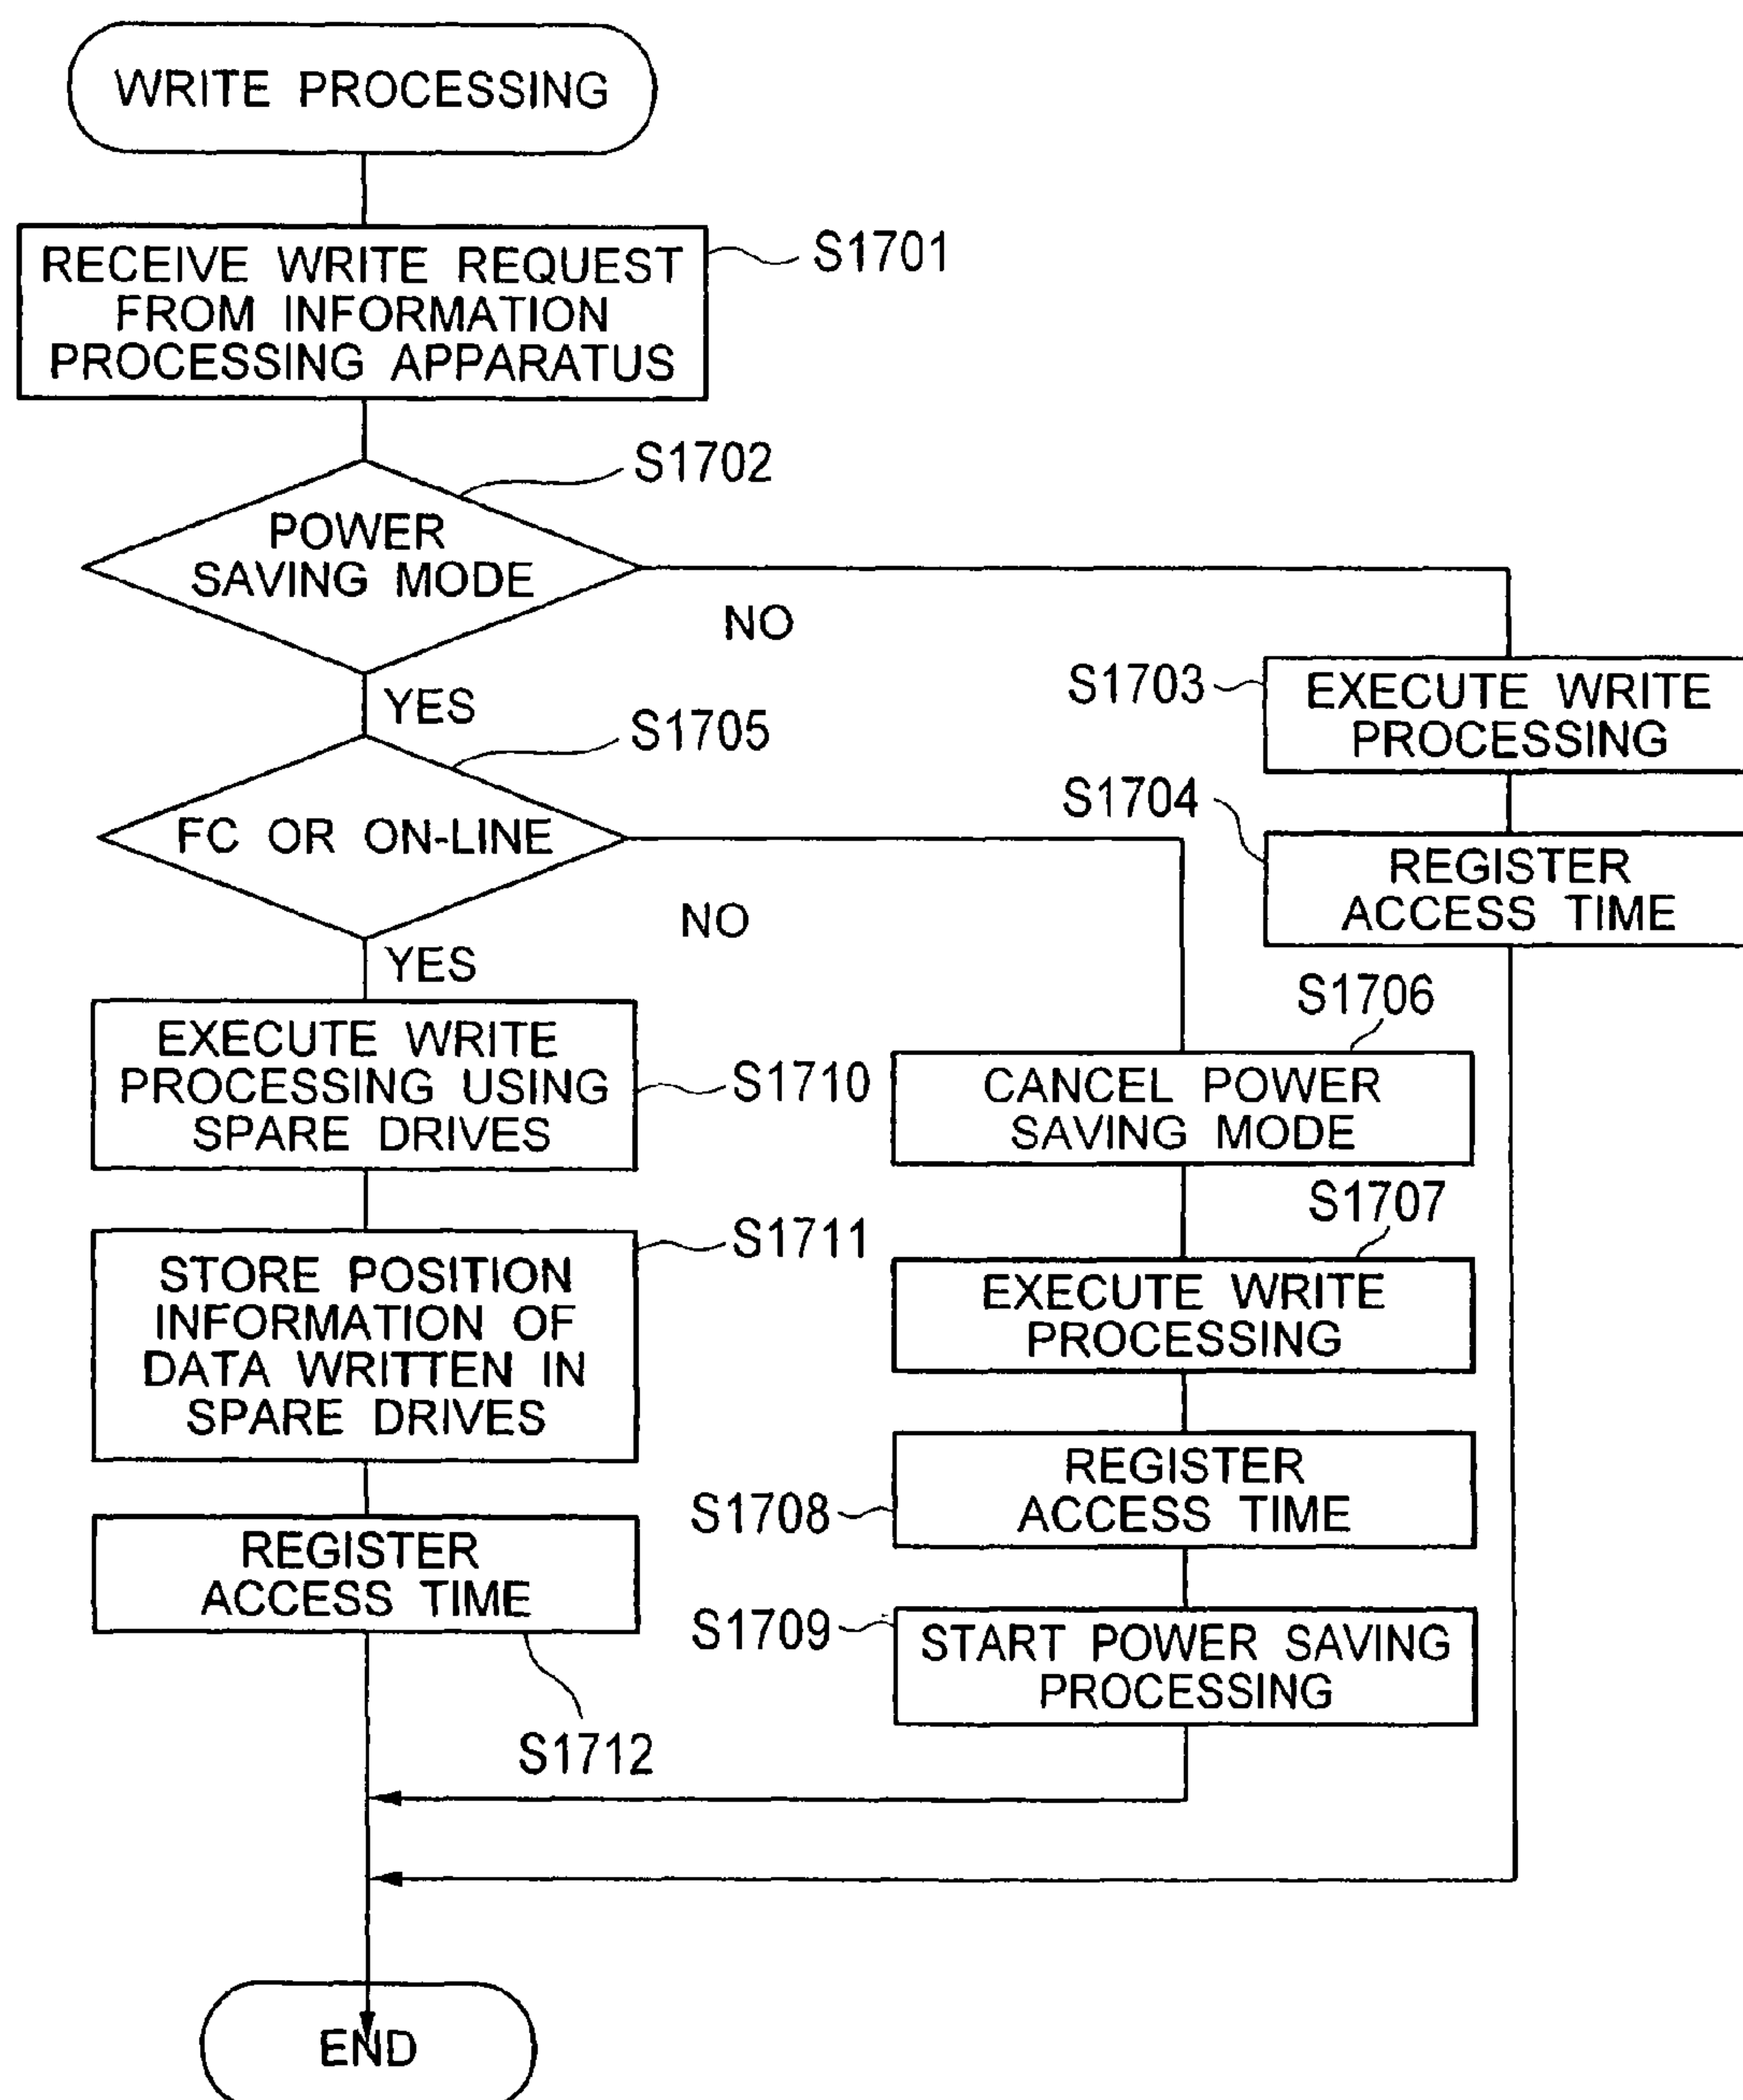 WRITE PROCESSING
RECEIVE WRITE REQUEST
FROM INFORMATION
PROCESSING APPARATUS
S1701
S1702
POWER
SAVING MODE
NO
YES
S1703
EXECUTE WRITE
PROCESSING
S1704
REGISTER
ACCESS TIME
S1705
FC OR ON-LINE
NO
YES
S1706
CANCEL POWER
SAVING MODE
S1707
EXECUTE WRITE
PROCESSING
S1708
REGISTER
ACCESS TIME
S1709
START POWER SAVING
PROCESSING
EXECUTE WRITE
PROCESSING USING
SPARE DRIVES
S1710
STORE POSITION
INFORMATION OF
DATA WRITTEN IN
SPARE DRIVES
S1711
REGISTER
ACCESS TIME
S1712
END